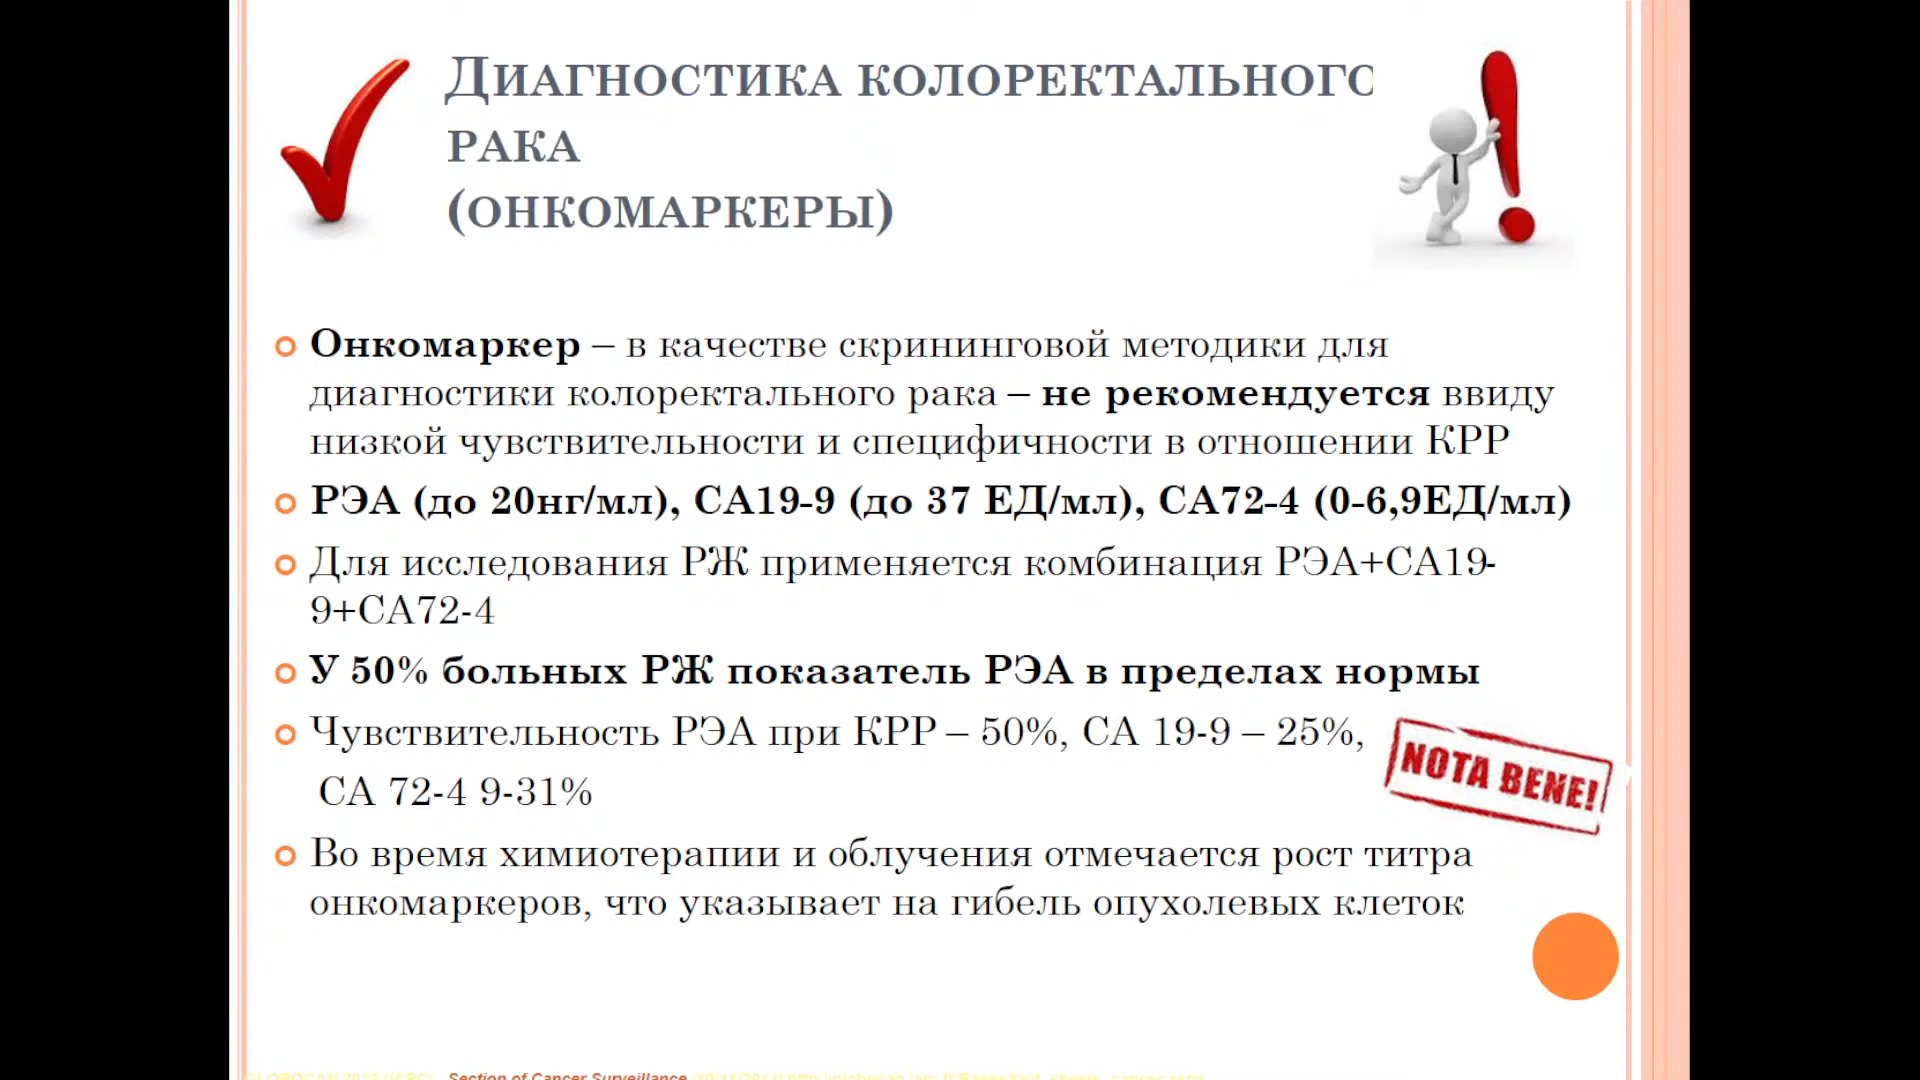 Диагностика колоректального
рака
(онкомаркеры)
Онкомаркер – в качестве скрининговой методики для
диагностики колоректального рака – не рекомендуется ввиду
низкой чувствительности и специфичности в отношении КРР
РЭА (до 20нг/мл), СА19-9 (до 37 ЕД/мл), СА72-4 (0-6,9ЕД/мл)
Для исследования РЖ применяется комбинация РЭА+СА19-
9+СА72-4
У 50% больных РЖ показатель РЭА в пределах нормы
Чувствительность РЭА при КРР – 50%, СА 19-9 – 25%,
СА 72-4 9-31%
NOTA BENE!
Во время химиотерапии и облучения отмечается рост титра
онкомаркеров, что указывает на гибель опухолевых клеток
Section of Cancer Surveillance